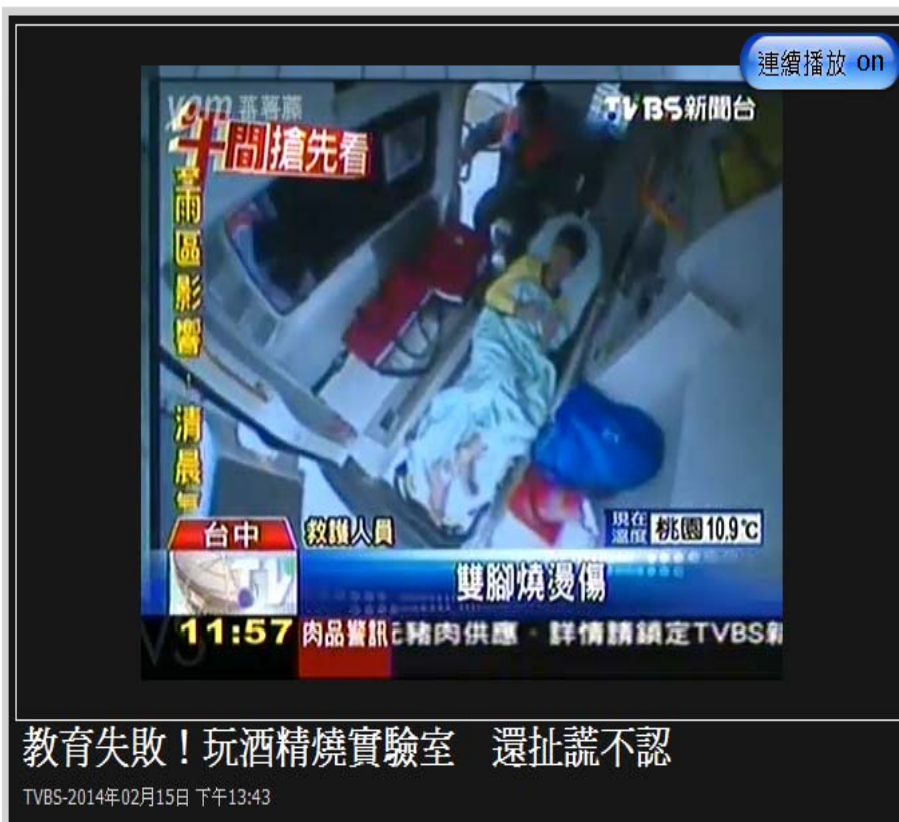 連續播放 on
yam 蕃薯藤
TVBS新聞台
午間搶先看
雨區影響，清晨
現在溫度 桃園 10.9℃
台中
救護人員
雙腳燒燙傷
11:57
肉品警訊
元豬肉供應‧詳情請鎖定TVBS新
教育失敗！玩酒精燒實驗室 還扯謊不認
TVBS-2014年02月15日 下午13:43